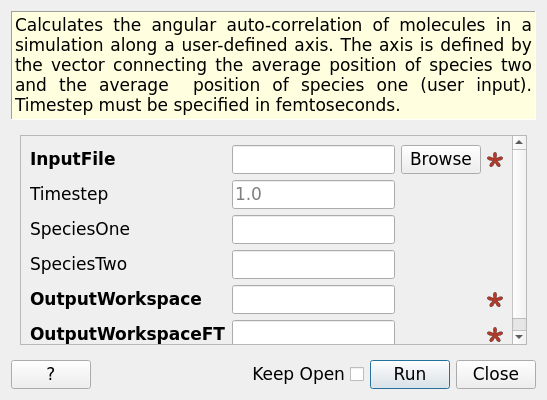 Calculates the angular auto-correlation of molecules in a
simulation along a user-defined axis. The axis is defined by
the vector connecting the average position of species two
and the average position of species one (user input).
Timestep must be specified in femtoseconds.
InputFile Browse *
Timestep 1.0
SpeciesOne
SpeciesTwo
OutputWorkspace *
OutputWorkspaceFT *
? Keep Open Run Close